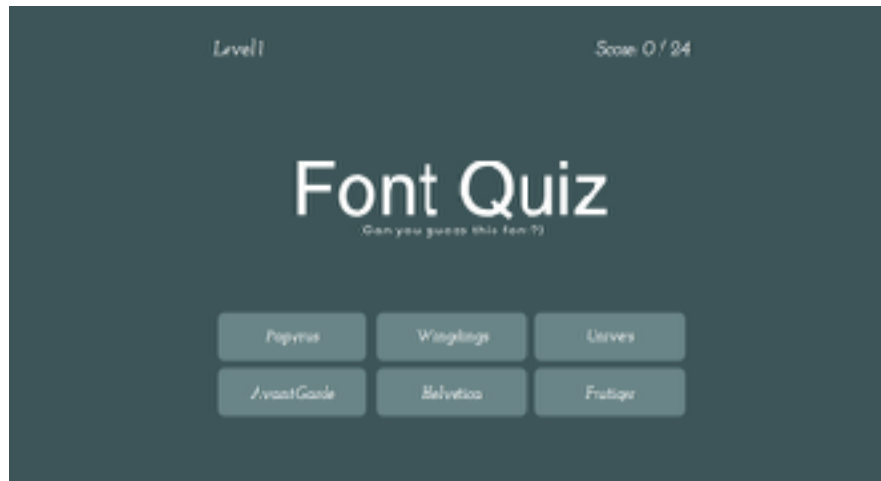 Level 1
Score: 0 / 24
Font Quiz
Can you guess this font?)
Papyrus
Wingdings
Univers
AvantGarde
Helvetica
Frutiger